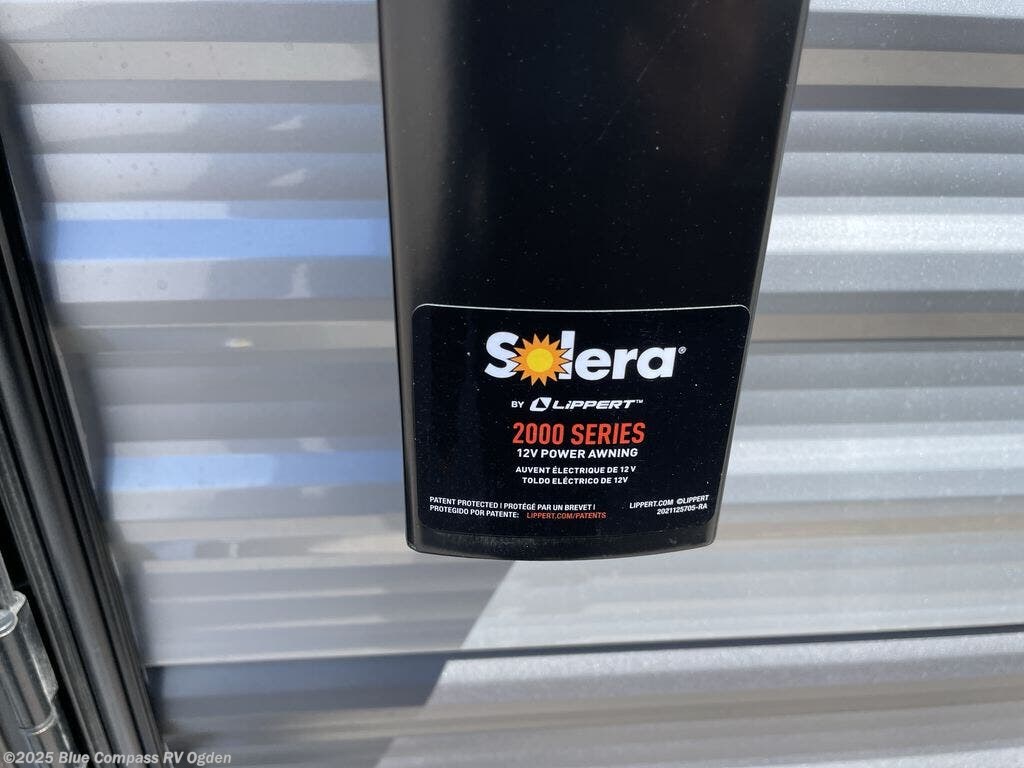 Solera®
BY LiPPERT™
2000 SERIES
12V POWER AWNING
AUVENT ÉLECTRIQUE DE 12 V
TOLDO ELÉCTRICO DE 12V
PATENT PROTECTED | PROTÉGÉ PAR UN BREVET |
PROTEGIDO POR PATENTE: LIPPERT.COM/PATENTS
LIPPERT.COM ©LIPPERT
2021125705-RA
©2025 Blue Compass RV Ogden